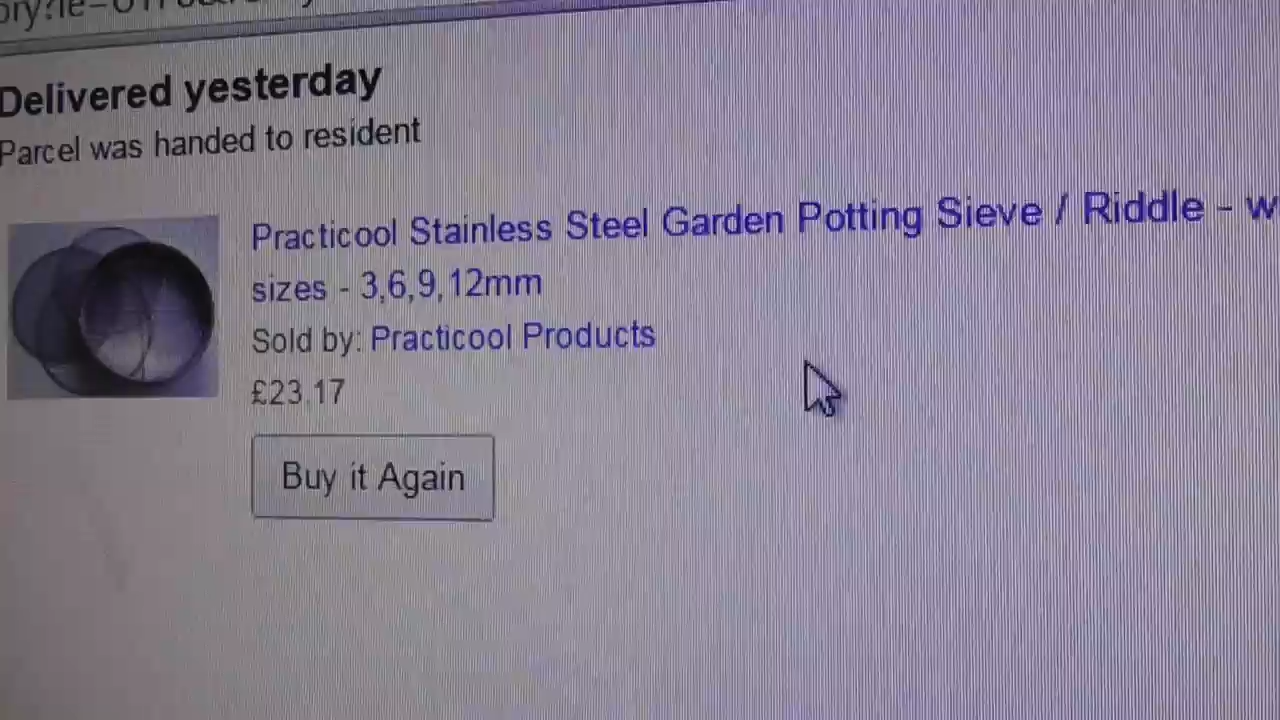 Delivered yesterday
Parcel was handed to resident
Practicool Stainless Steel Garden Potting Sieve / Riddle - w
sizes - 3,6,9,12mm
Sold by: Practicool Products
£23.17
Buy it Again